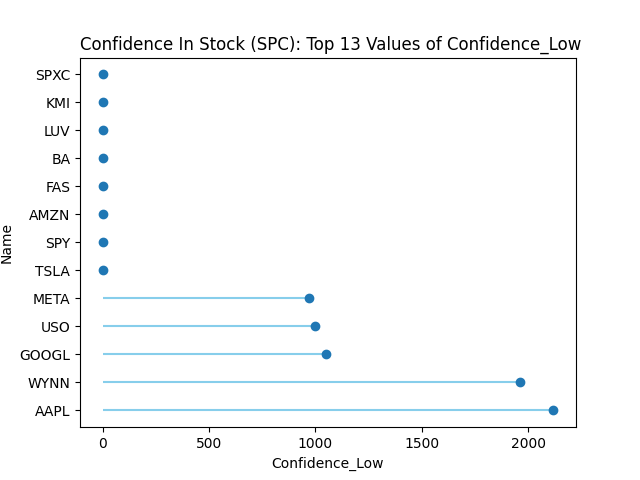 Confidence In Stock (SPC): Top 13 Values of Confidence_Low
SPXC
KMI
LUV
BA
FAS
AMZN
SPY
TSLA
META
USO
GOOGL
WYNN
AAPL
Name
0 500 1000 1500 2000
Confidence_Low